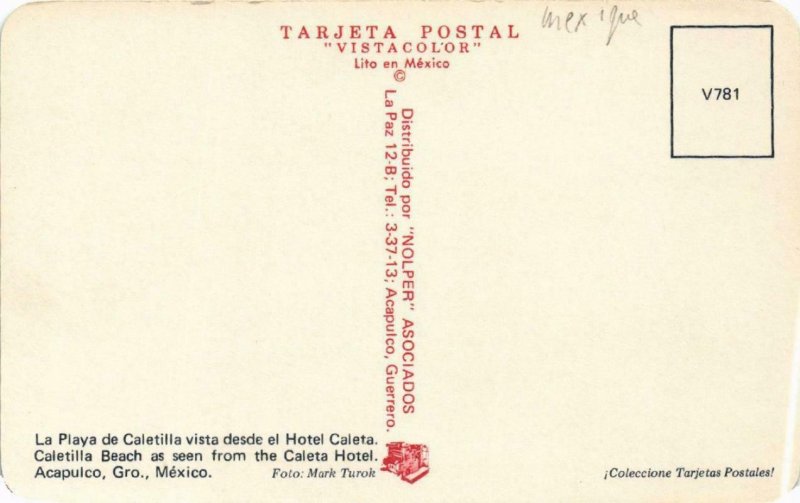 TARJETA POSTAL
"VISTACOLOR"
Lito en México
©
mexique
V781
Distribuido por "NOLPER" ASOCIADOS
La Paz 12-B; Tel.: 3-37-13; Acapulco, Guerrero.
La Playa de Caletilla vista desde el Hotel Caleta.
Caletilla Beach as seen from the Caleta Hotel.
Acapulco, Gro., México.
Foto: Mark Turok
¡Coleccione Tarjetas Postales!